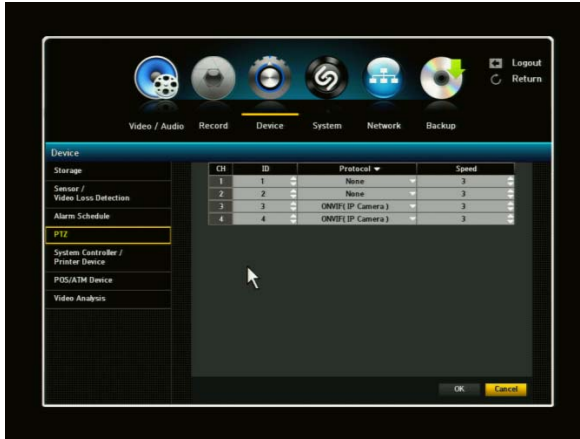 Logout
Return
Video / Audio Record Device System Network Backup
Device
Storage
Sensor /
Video Loss Detection
Alarm Schedule
PTZ
System Controller /
Printer Device
POS/ATM Device
Video Analysis
CH ID Protocol Speed
1 1 None 3
2 2 None 3
3 3 ONVIF( IP Camera ) 3
4 4 ONVIF( IP Camera ) 3
OK Cancel